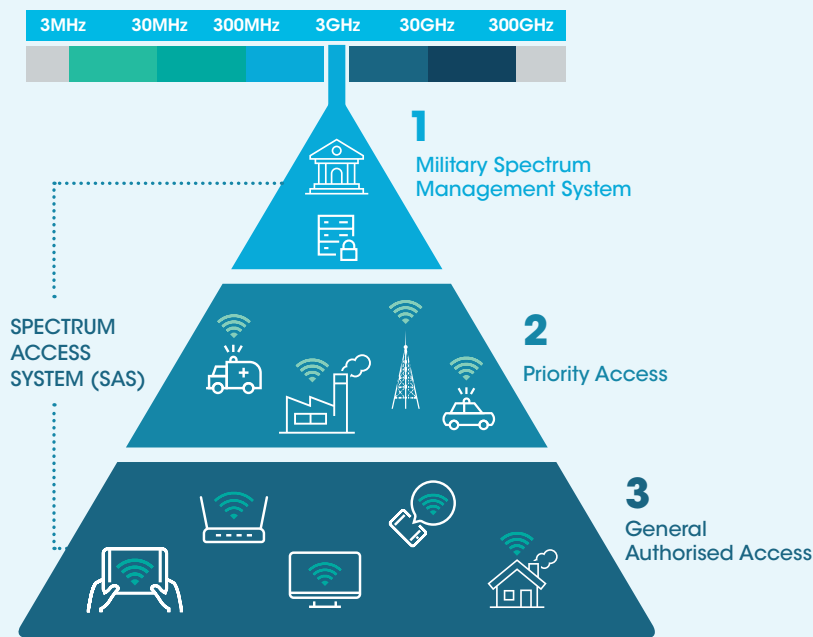 3MHz 30MHz 300MHz 3GHz 30GHz 300GHz
1
Military Spectrum
Management System
SPECTRUM
ACCESS
SYSTEM (SAS)
2
Priority Access
3
General
Authorised Access